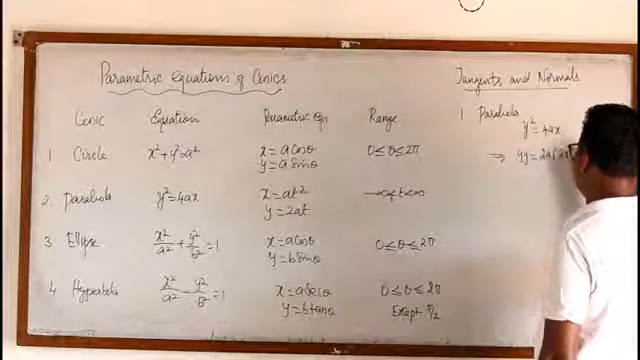 Parametric Equations of Conics
Conic Equation Parametric Eqn Range
1 Circle x²+y²=a² x=a cosθ 0≤θ≤2π
y=a sinθ
2. Parabola y²=4ax x=at² -∞<t<∞
y=2at
3. Ellipse x²/a²+y²/b²=1 x=a cosθ 0≤θ≤2π
y=b sinθ
4 Hyperbola x²/a²-y²/b²=1 x=a secθ 0≤θ≤2π
y=b tanθ Except π/2
Tangents and Normals
1 Parabola
y²=4ax